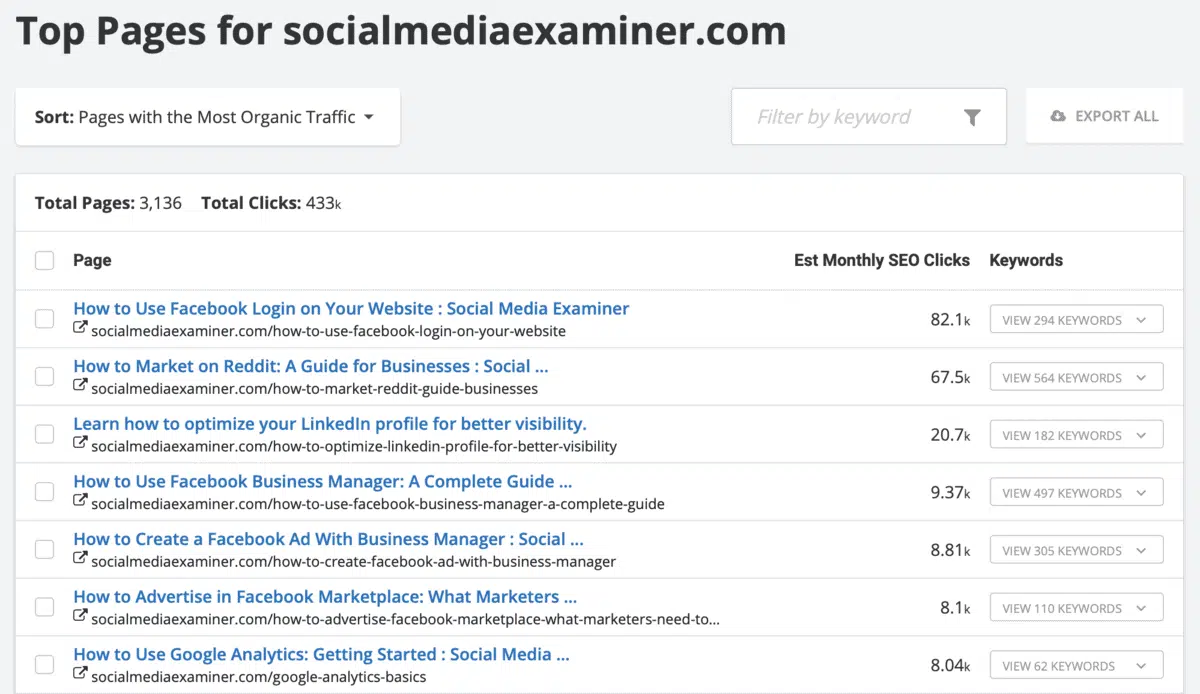 Top Pages for socialmediaexaminer.com
Sort: Pages with the Most Organic Traffic
Filter by keyword
EXPORT ALL
Total Pages: 3,136 Total Clicks: 433k
Page Est Monthly SEO Clicks Keywords
How to Use Facebook Login on Your Website : Social Media Examiner
socialmediaexaminer.com/how-to-use-facebook-login-on-your-website
82.1k VIEW 294 KEYWORDS
How to Market on Reddit: A Guide for Businesses : Social ...
socialmediaexaminer.com/how-to-market-reddit-guide-businesses
67.5k VIEW 564 KEYWORDS
Learn how to optimize your LinkedIn profile for better visibility.
socialmediaexaminer.com/how-to-optimize-linkedin-profile-for-better-visibility
20.7k VIEW 182 KEYWORDS
How to Use Facebook Business Manager: A Complete Guide ...
socialmediaexaminer.com/how-to-use-facebook-business-manager-a-complete-guide
9.37k VIEW 497 KEYWORDS
How to Create a Facebook Ad With Business Manager : Social ...
socialmediaexaminer.com/how-to-create-facebook-ad-with-business-manager
8.81k VIEW 305 KEYWORDS
How to Advertise in Facebook Marketplace: What Marketers ...
socialmediaexaminer.com/how-to-advertise-facebook-marketplace-what-marketers-need-to...
8.1k VIEW 110 KEYWORDS
How to Use Google Analytics: Getting Started : Social Media ...
socialmediaexaminer.com/google-analytics-basics
8.04k VIEW 62 KEYWORDS